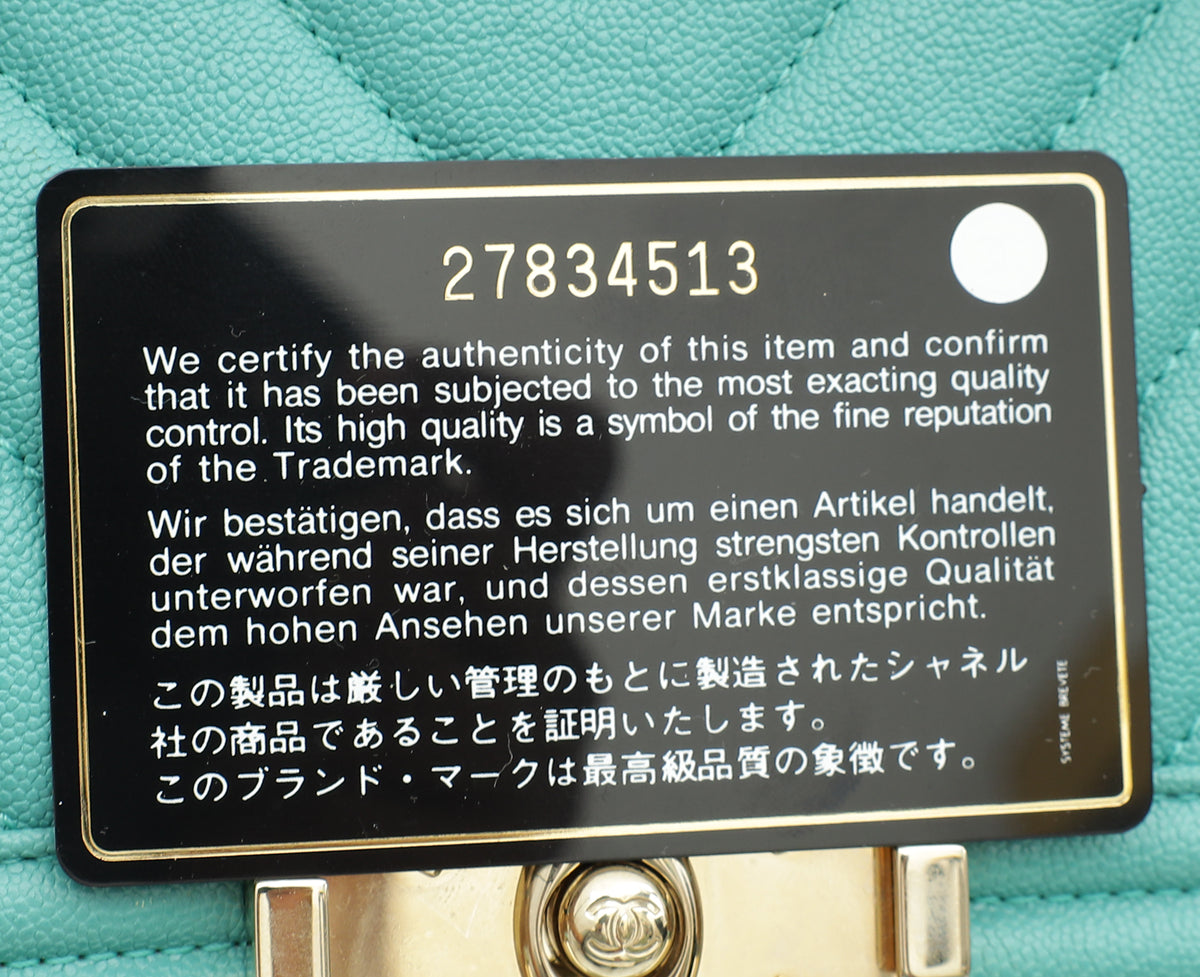 27834513
We certify the authenticity of this item and confirm
that it has been subjected to the most exacting quality
control. Its high quality is a symbol of the fine reputation
of the Trademark.
Wir bestätigen, dass es sich um einen Artikel handelt,
der während seiner Herstellung strengsten Kontrollen
unterworfen war, und dessen erstklassige Qualität
dem hohen Ansehen unserer Marke entspricht.
この製品は厳しい管理のもとに製造されたシャネル
社の商品であることを証明いたします。
このブランド・マークは最高級品質の象徴です。
SYSTEME BREVETE